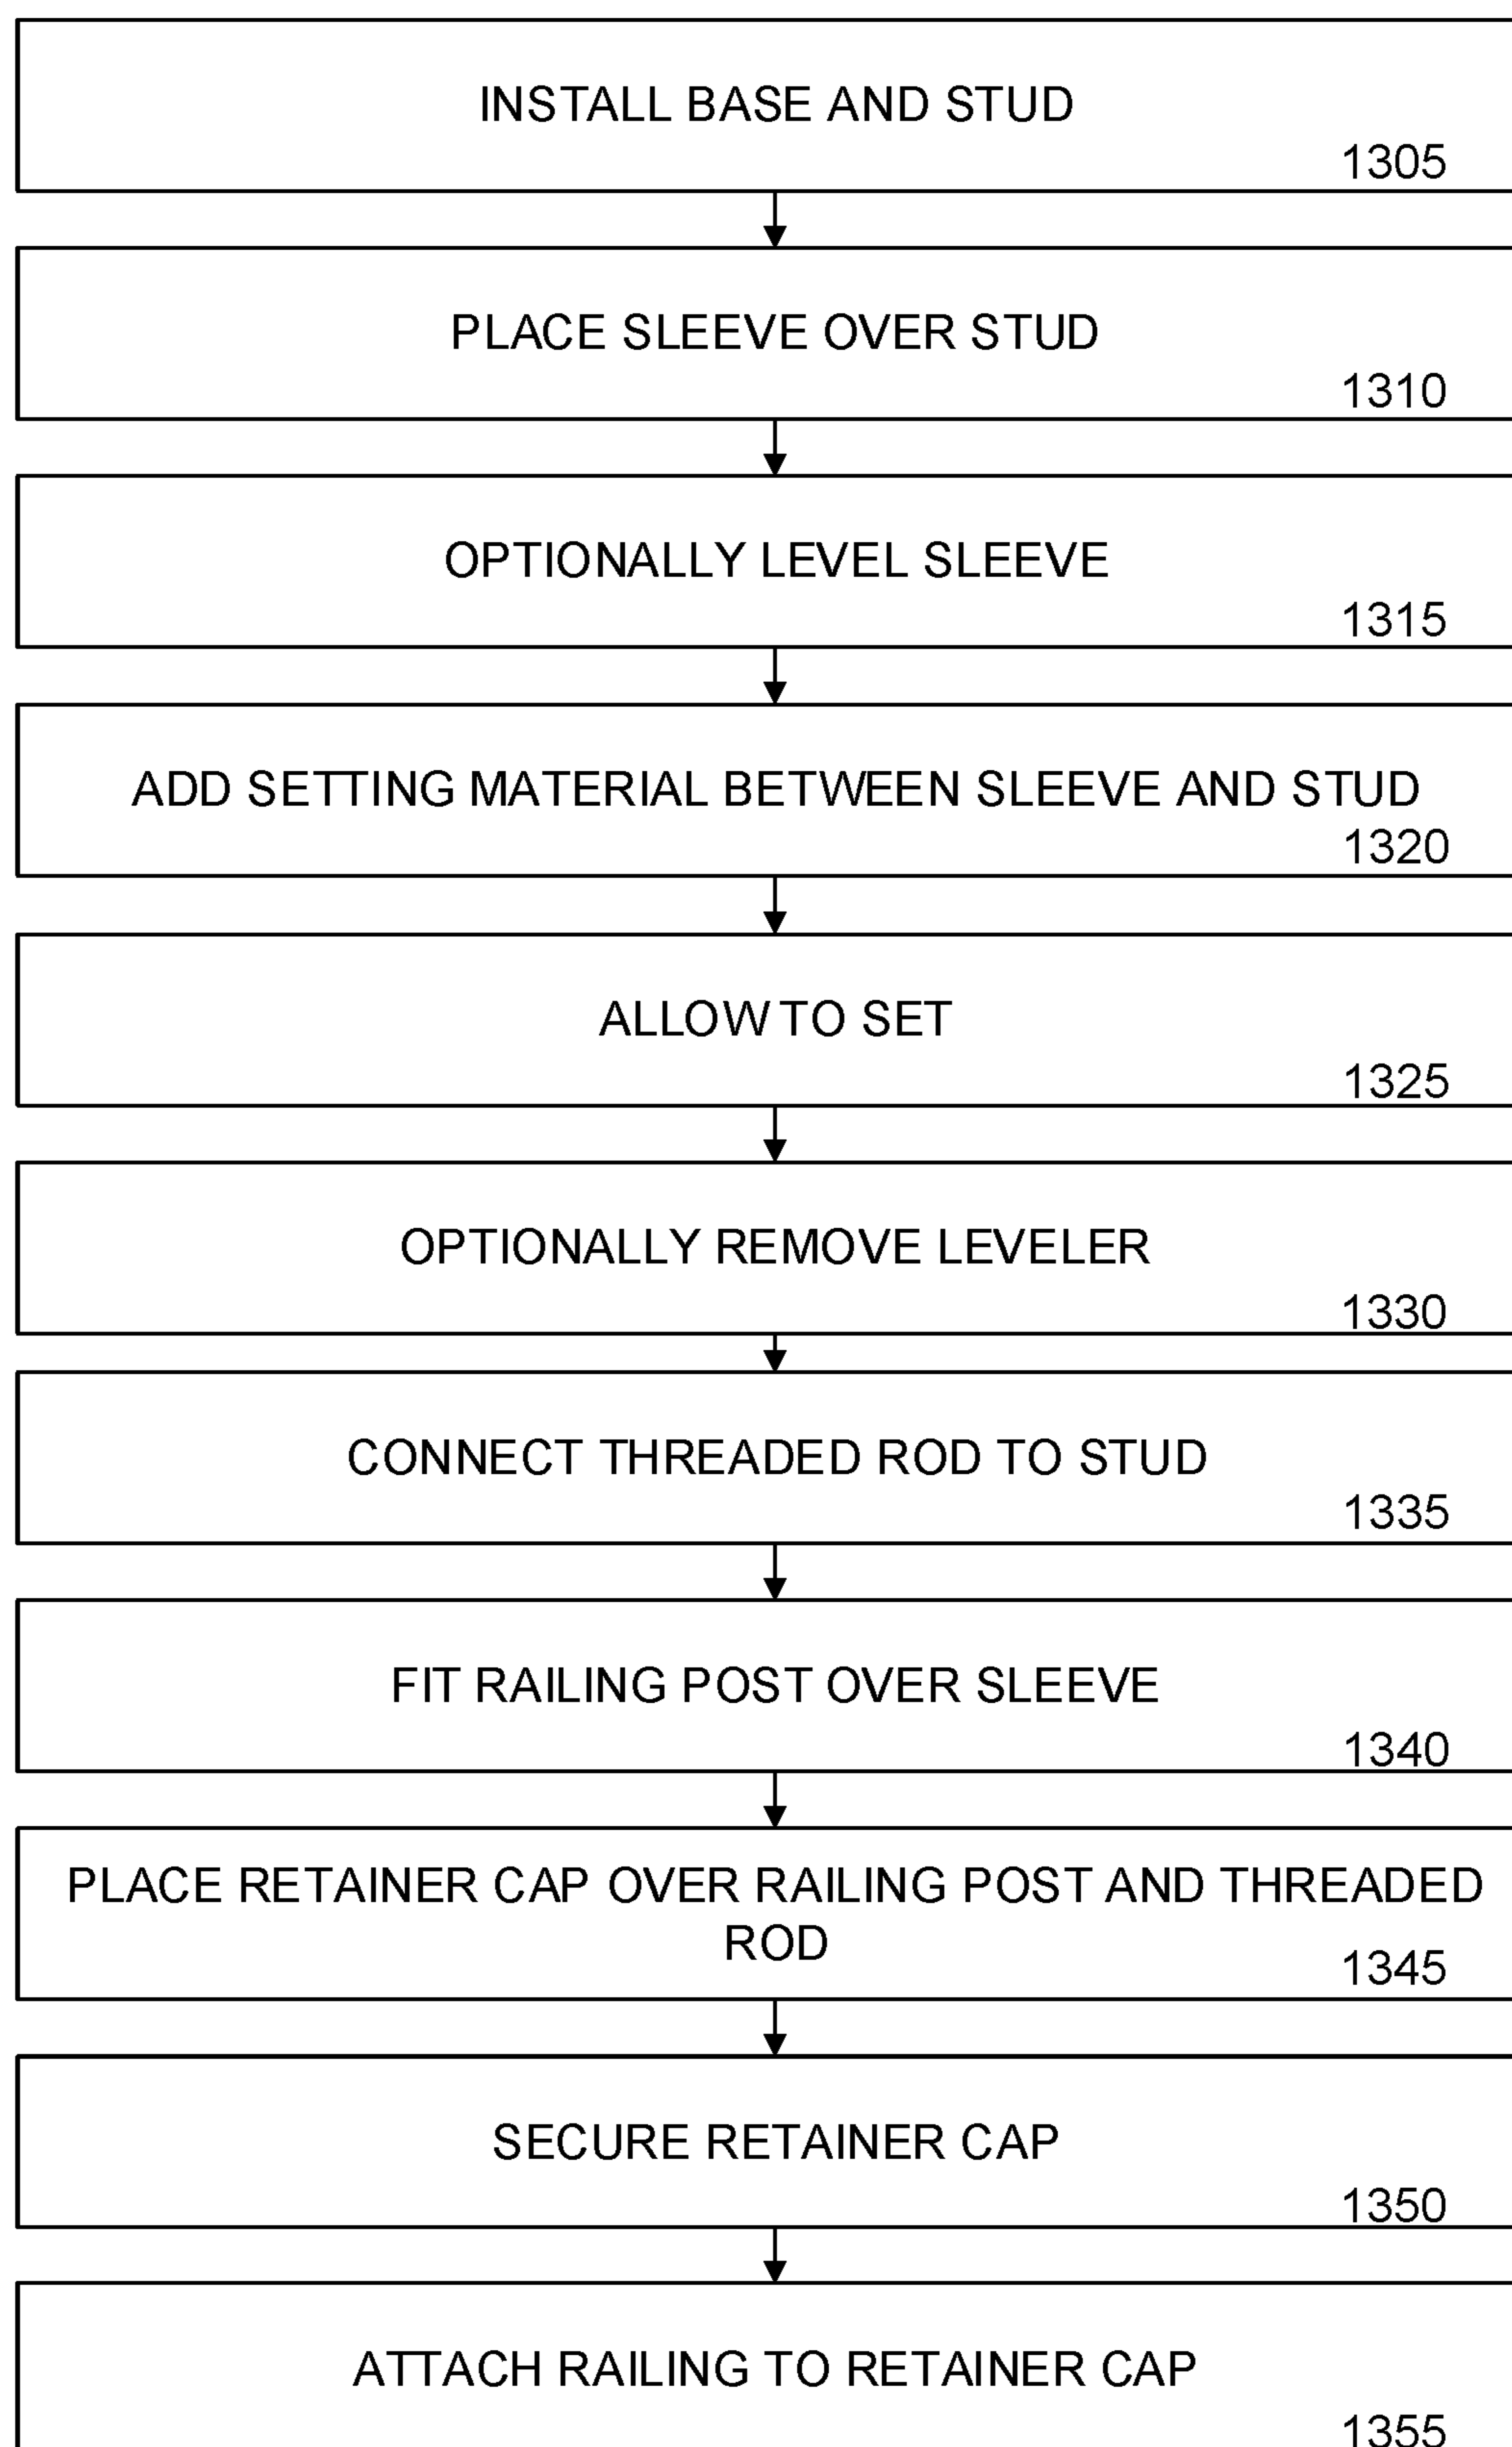 INSTALL BASE AND STUD
1305
PLACE SLEEVE OVER STUD
1310
OPTIONALLY LEVEL SLEEVE
1315
ADD SETTING MATERIAL BETWEEN SLEEVE AND STUD
1320
ALLOW TO SET
1325
OPTIONALLY REMOVE LEVELER
1330
CONNECT THREADED ROD TO STUD
1335
FIT RAILING POST OVER SLEEVE
1340
PLACE RETAINER CAP OVER RAILING POST AND THREADED
ROD
1345
SECURE RETAINER CAP
1350
ATTACH RAILING TO RETAINER CAP
1355